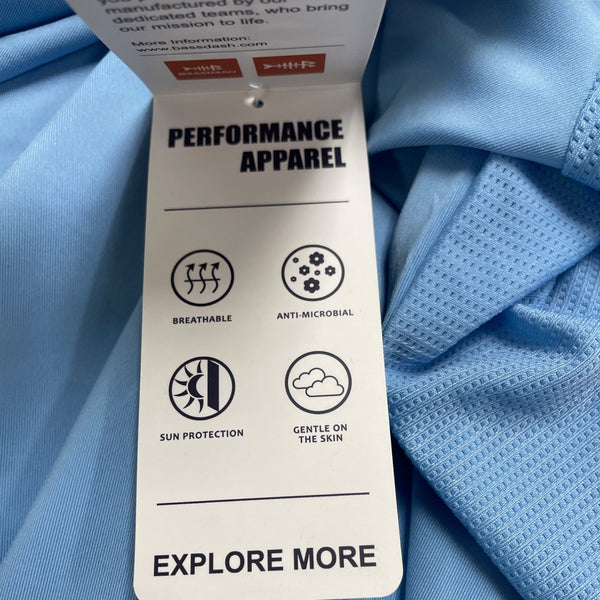 manufactured by our
dedicated teams, who bring
our mission to life.
More information:
www.bassdash.com
BASSDASH
PERFORMANCE
APPAREL
BREATHABLE
ANTI-MICROBIAL
SUN PROTECTION
GENTLE ON
THE SKIN
EXPLORE MORE